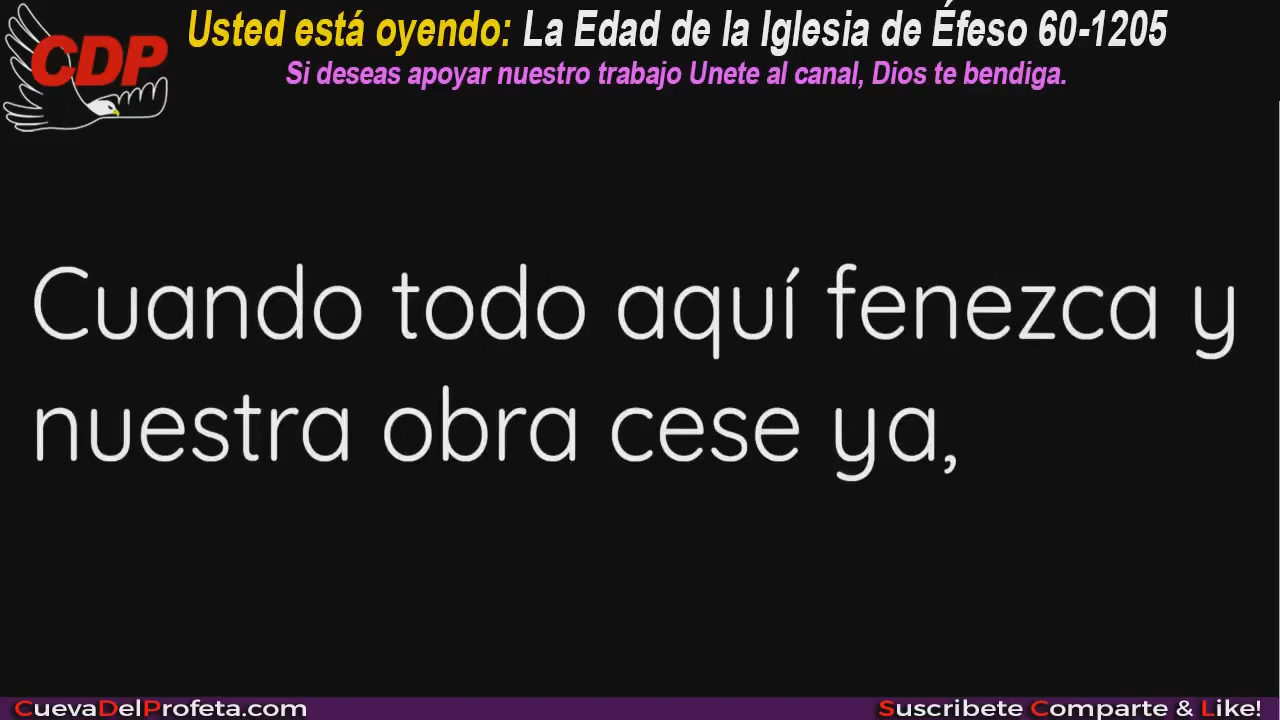 CDP
Usted está oyendo: La Edad de la Iglesia de Éfeso 60-1205
Si deseas apoyar nuestro trabajo Unete al canal, Dios te bendiga.
Cuando todo aquí fenezca y
nuestra obra cese ya,
CuevaDelProfeta.com
Suscribete Comparte & Like!